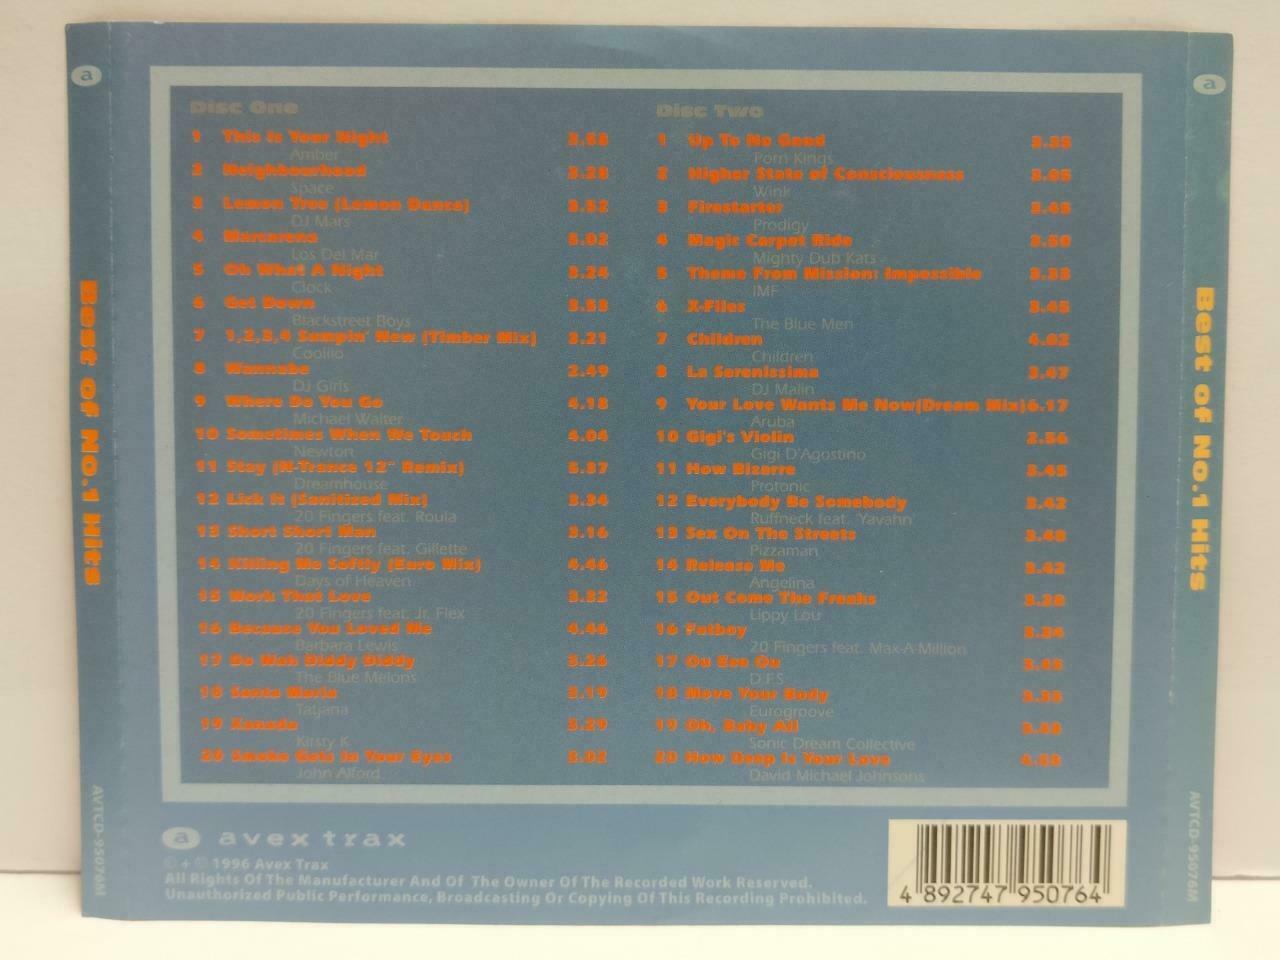 a
Best of No.1 Hits
AVTCD-95076M
Disc One
1 This Is Your Night 3.58
Amber
2 Neighbourhood 3.28
Space
3 Lemon Tree (Lemon Dance) 3.52
DJ Mars
4 Marcarena 5.02
Los Del Mar
5 Oh What A Night 3.24
Clock
6 Get Down 3.53
Blackstreet Boys
7 1,2,3,4 Sumpin' New (Timber Mix) 3.21
Coolilo
8 Wannabe 2.49
DJ Girls
9 Where Do You Go 4.18
Michael Walter
10 Sometimes When We Touch 4.04
Newton
11 Stay (N-Trance 12" Remix) 5.37
Dreamhouse
12 Lick It (Sanitized Mix) 3.34
20 Fingers feat. Roula
13 Short Short Man 3.16
20 Fingers feat. Gillette
14 Killing Me Softly (Euro Mix) 4.46
Days of Heaven
15 Work That Love 3.32
20 Fingers feat. Jr. Flex
16 Because You Loved Me 4.46
Barbara Lewis
17 Do Wah Diddy Diddy 3.26
The Blue Melons
18 Santa Maria 3.19
Tatjana
19 Xanadu 3.29
Kirsty K.
20 Smoke Gets In Your Eyes 3.02
John Alford
Disc Two
1 Up To No Good 3.35
Porn Kings
2 Higher State of Consciousness 3.05
Wink
3 Firestarter 3.45
Prodigy
4 Magic Carpet Ride 3.50
Mighty Dub Kats
5 Theme From Mission: Impossible 3.33
IMF
6 X-Files 3.45
The Blue Men
7 Children 4.02
Children
8 La Serenissima 3.47
DJ Malin
9 Your Love Wants Me Now(Dream Mix) 6.17
Aruba
10 Gigi's Violin 3.56
Gigi D'Agostino
11 How Bizarre 3.45
Protonic
12 Everybody Be Somebody 3.42
Ruffneck feat. 'Yavahn'
13 Sex On The Streets 3.48
Pizzaman
14 Release Me 3.42
Angelina
15 Out Come The Freaks
Lippy Lou
16 Fatboy 3.34
20 Fingers feat. Max-A-Million
17 Ou Eea Ou
D.F.S
18 Move Your Body
Eurogroove
19 Oh, Baby All
Sonic Dream Collective
20 How Deep Is Your Love
David Michael Johnsons
a avex trax
© + ℗ 1996 Avex Trax
All Rights Of The Manufacturer And Of The Owner Of The Recorded Work Reserved.
Unauthorized Public Performance, Broadcasting Or Copying Of This Recording Prohibited.
4 892747 950764
a
Best of No.1 Hits
AVTCD-95076M